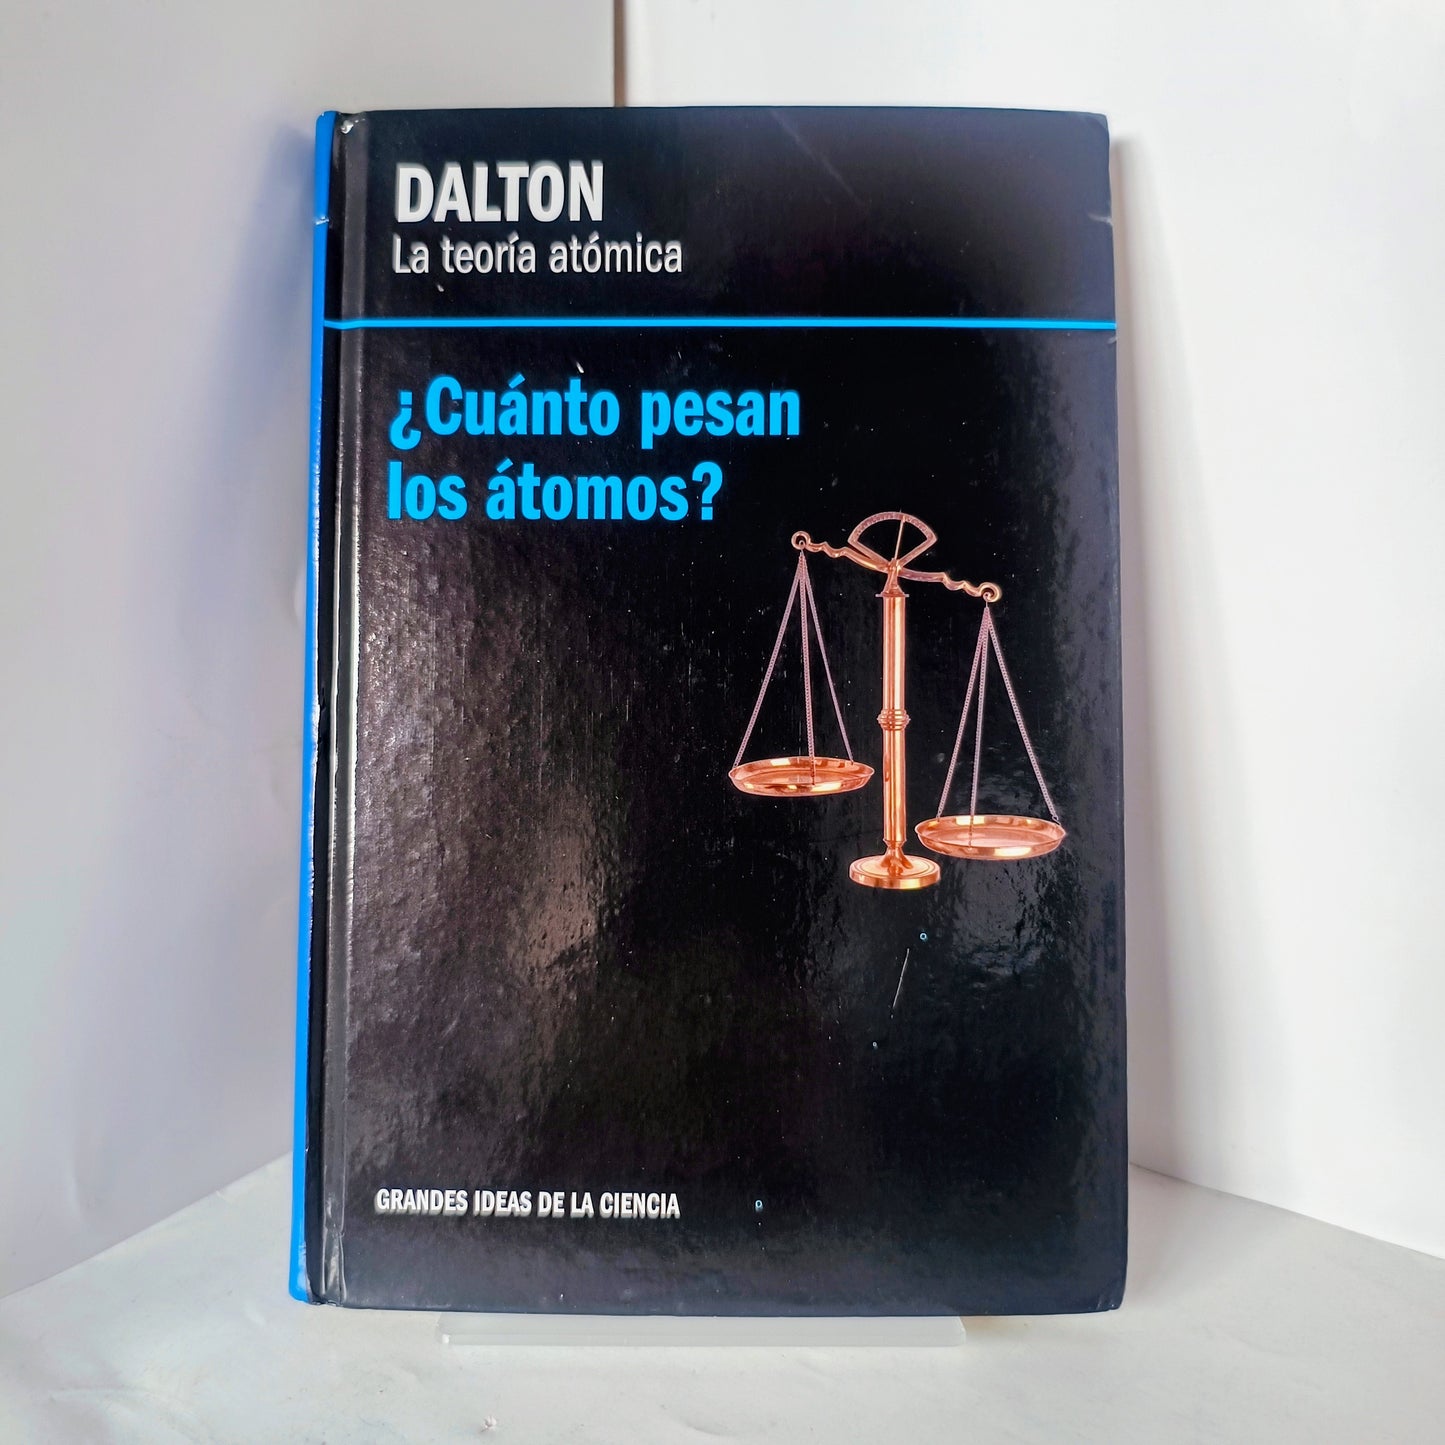 DALTON
La teoría atómica
¿Cuánto pesan
los átomos?
GRANDES IDEAS DE LA CIENCIA